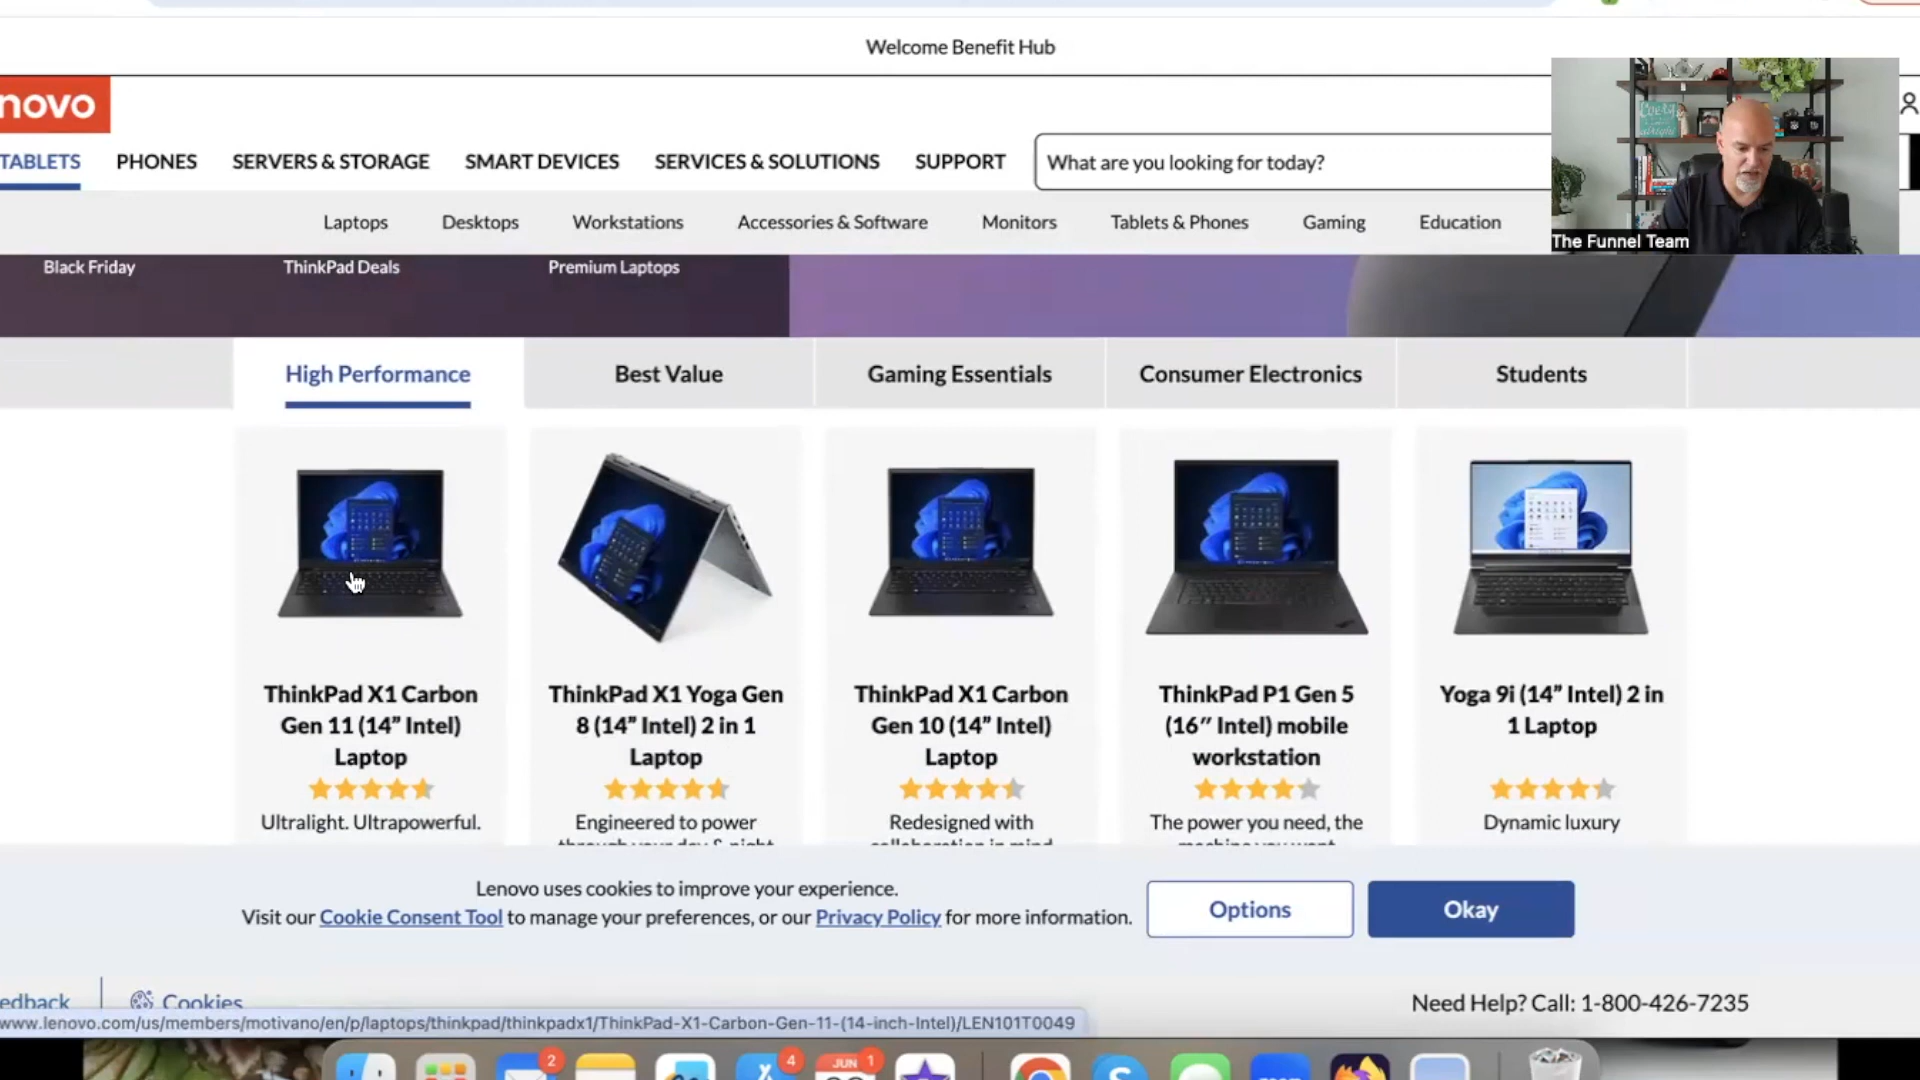 Welcome Benefit Hub
novo
TABLETS PHONES SERVERS & STORAGE SMART DEVICES SERVICES & SOLUTIONS SUPPORT What are you looking for today?
Laptops Desktops Workstations Accessories & Software Monitors Tablets & Phones Gaming Education
The Funnel Team
Black Friday ThinkPad Deals Premium Laptops
High Performance Best Value Gaming Essentials Consumer Electronics Students
ThinkPad X1 Carbon
Gen 11 (14” Intel)
Laptop
Ultralight. Ultrapowerful.
ThinkPad X1 Yoga Gen
8 (14” Intel) 2 in 1
Laptop
Engineered to power
through your day & night
ThinkPad X1 Carbon
Gen 10 (14” Intel)
Laptop
Redesigned with
collaboration in mind
ThinkPad P1 Gen 5
(16″ Intel) mobile
workstation
The power you need, the
machine you want
Yoga 9i (14” Intel) 2 in
1 Laptop
Dynamic luxury
Lenovo uses cookies to improve your experience.
Visit our Cookie Consent Tool to manage your preferences, or our Privacy Policy for more information.
Options Okay
edback Cookies Need Help? Call: 1-800-426-7235
www.lenovo.com/us/members/motivano/en/p/laptops/thinkpad/thinkpadx1/ThinkPad-X1-Carbon-Gen-11-(14-inch-Intel)/LEN101T0049
2 4 JUN 1